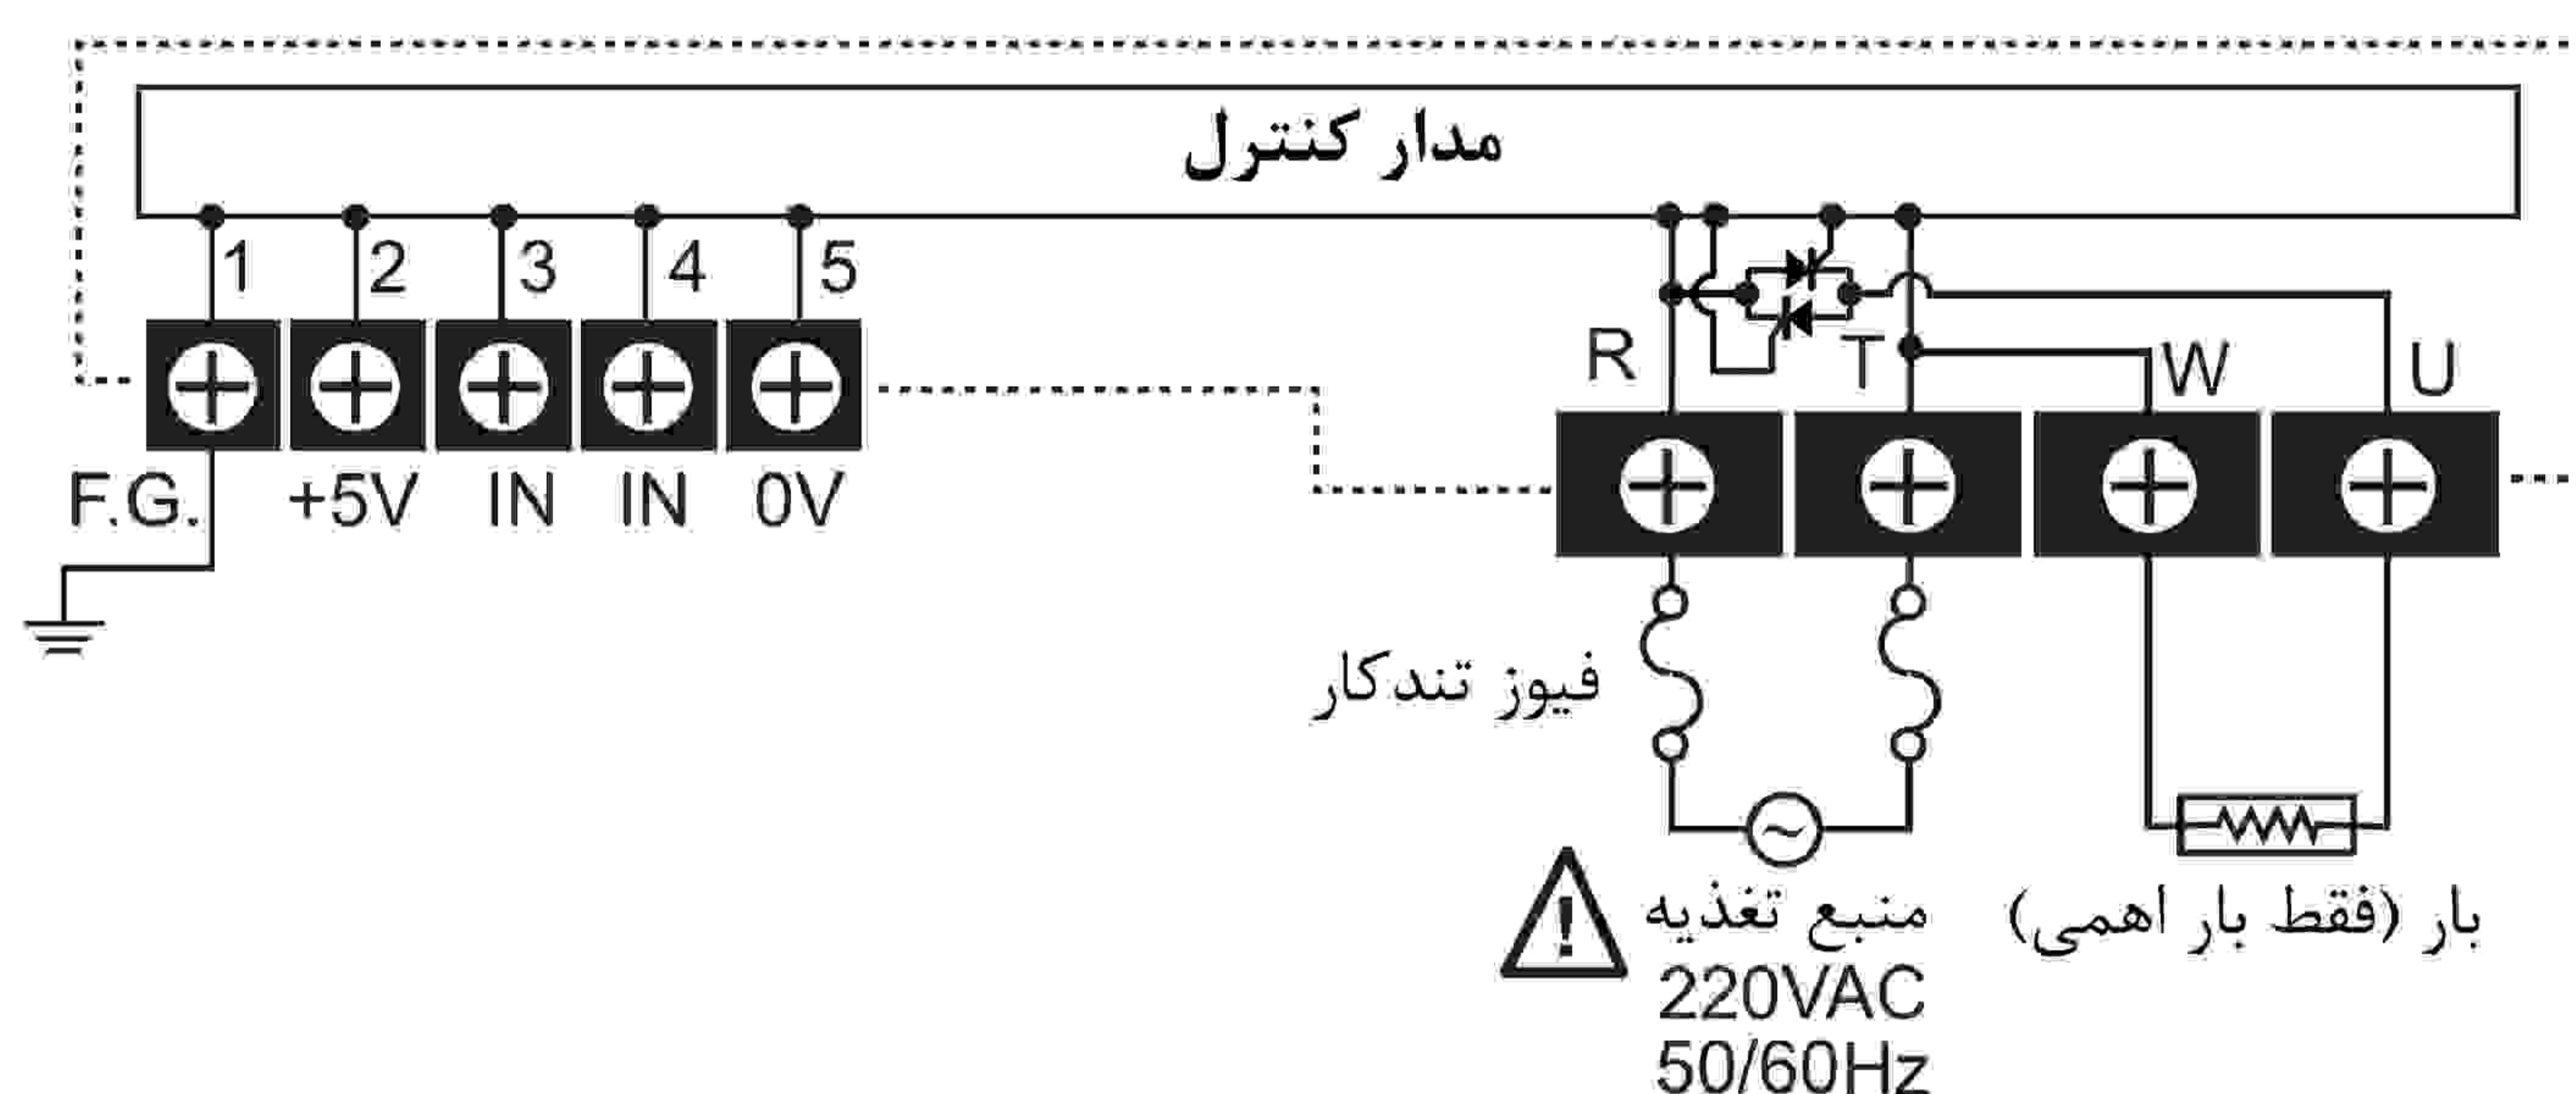 مدار کنترل
1 2 3 4 5
R T W U
F.G. +5V IN IN 0V
فیوز تندکار
!
منبع تغذیه
220VAC
50/60Hz
بار (فقط بار اهمی)